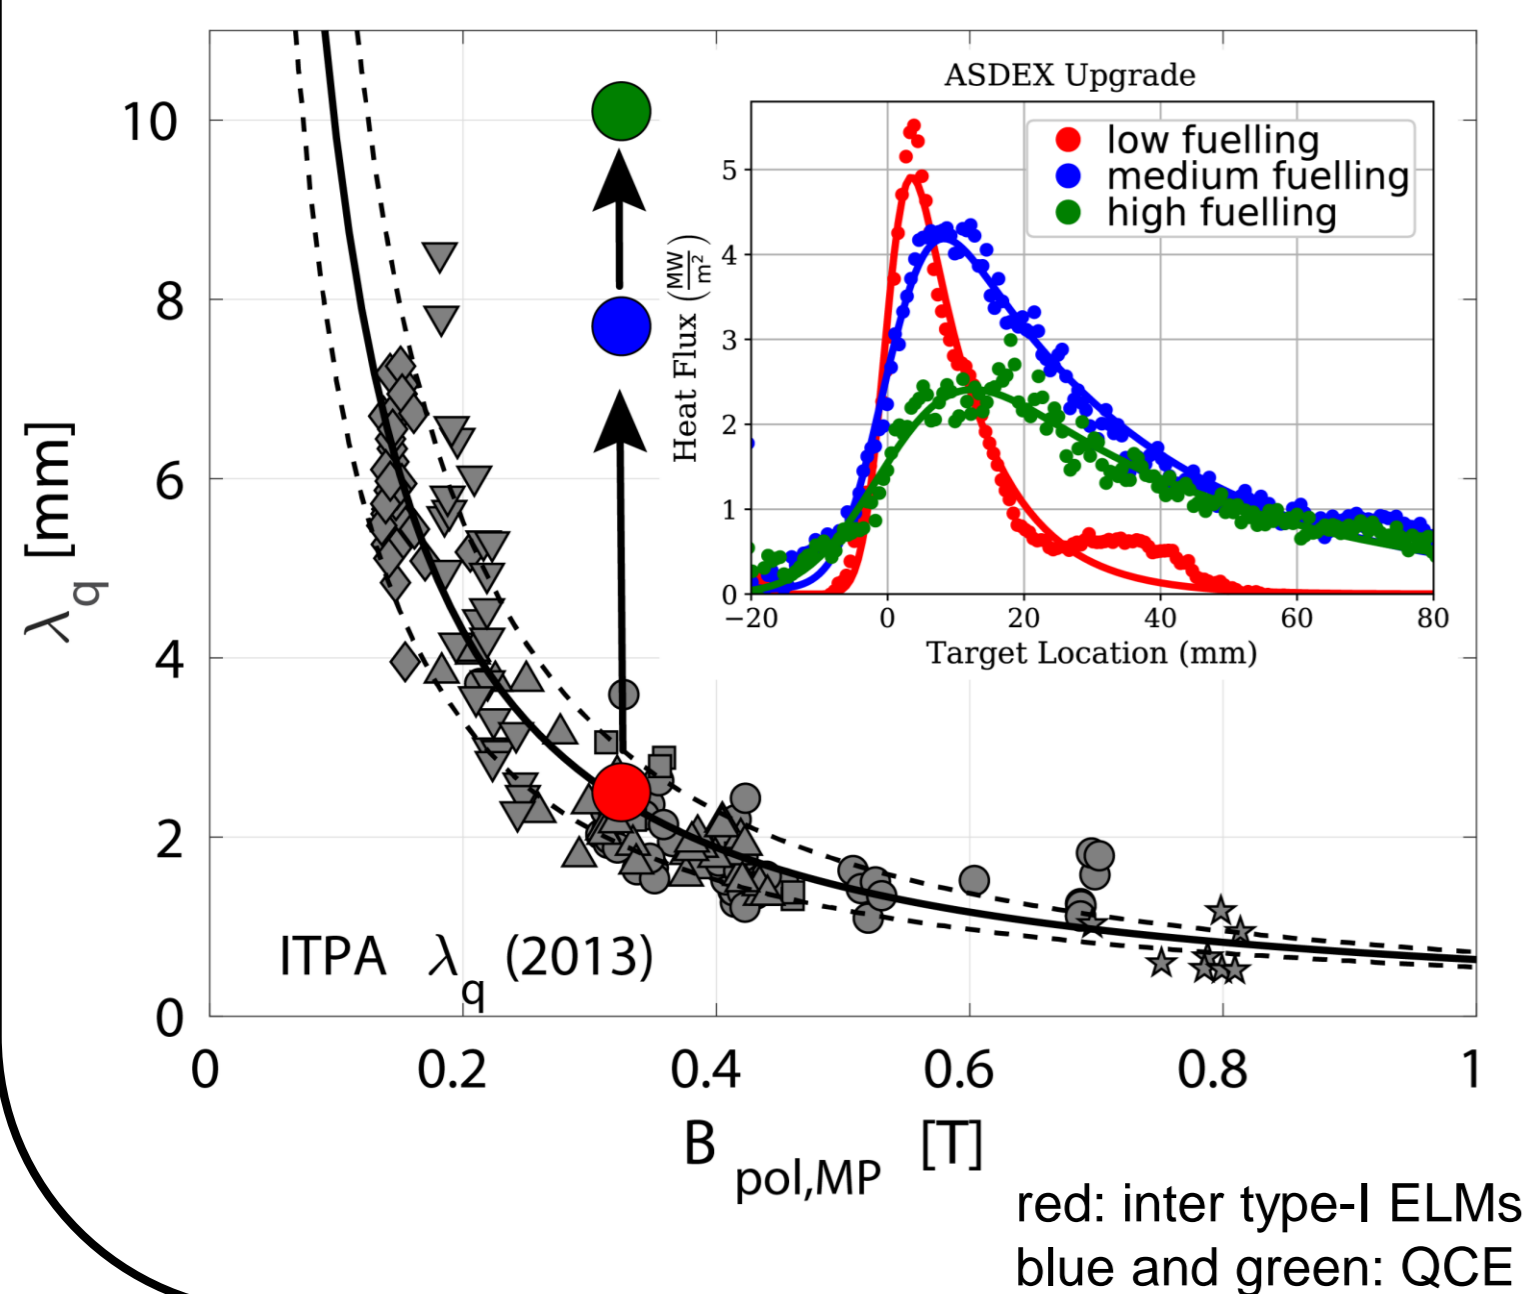 ASDEX Upgrade
low fuelling
medium fuelling
high fuelling
Heat Flux (MW/m²)
5
4
3
2
1
0
−20 0 20 40 60 80
Target Location (mm)
λq [mm]
10
8
6
4
2
0
ITPA λq (2013)
0 0.2 0.4 0.6 0.8 1
B pol,MP [T]
red: inter type-I ELMs
blue and green: QCE